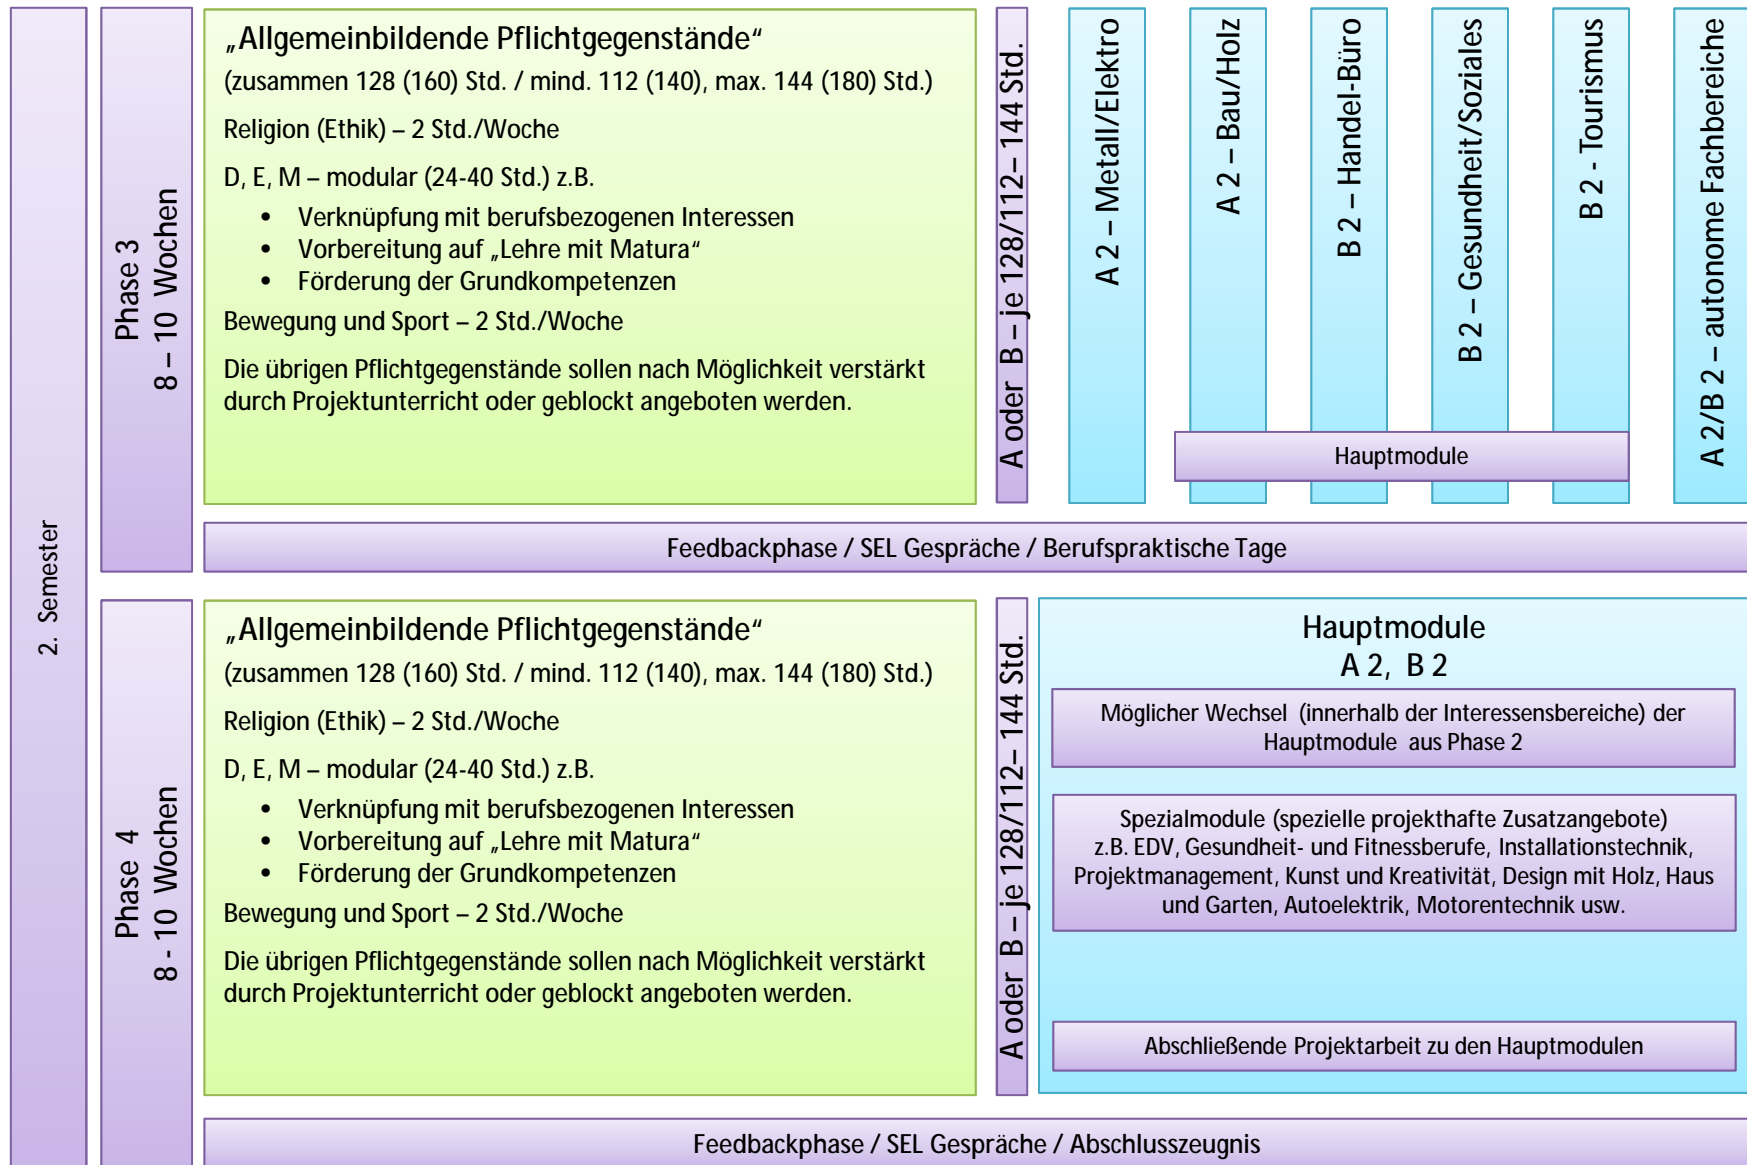 2. Semester
Phase 3
8 – 10 Wochen
„Allgemeinbildende Pflichtgegenstände“
(zusammen 128 (160) Std. / mind. 112 (140), max. 144 (180) Std.)
Religion (Ethik) – 2 Std./Woche
D, E, M – modular (24-40 Std.) z.B.
• Verknüpfung mit berufsbezogenen Interessen
• Vorbereitung auf „Lehre mit Matura“
• Förderung der Grundkompetenzen
Bewegung und Sport – 2 Std./Woche
Die übrigen Pflichtgegenstände sollen nach Möglichkeit verstärkt
durch Projektunterricht oder geblockt angeboten werden.
A oder B – je 128/112– 144 Std.
A 2 – Metall/Elektro
A 2 – Bau/Holz
B 2 – Handel-Büro
B 2 – Gesundheit/Soziales
B 2 - Tourismus
A 2/B 2 – autonome Fachbereiche
Hauptmodule
Feedbackphase / SEL Gespräche / Berufspraktische Tage
Phase 4
8 - 10 Wochen
„Allgemeinbildende Pflichtgegenstände“
(zusammen 128 (160) Std. / mind. 112 (140), max. 144 (180) Std.)
Religion (Ethik) – 2 Std./Woche
D, E, M – modular (24-40 Std.) z.B.
• Verknüpfung mit berufsbezogenen Interessen
• Vorbereitung auf „Lehre mit Matura“
• Förderung der Grundkompetenzen
Bewegung und Sport – 2 Std./Woche
Die übrigen Pflichtgegenstände sollen nach Möglichkeit verstärkt
durch Projektunterricht oder geblockt angeboten werden.
A oder B – je 128/112– 144 Std.
Hauptmodule
A 2, B 2
Möglicher Wechsel (innerhalb der Interessensbereiche) der
Hauptmodule aus Phase 2
Spezialmodule (spezielle projekthafte Zusatzangebote)
z.B. EDV, Gesundheit- und Fitnessberufe, Installationstechnik,
Projektmanagement, Kunst und Kreativität, Design mit Holz, Haus
und Garten, Autoelektrik, Motorentechnik usw.
Abschließende Projektarbeit zu den Hauptmodulen
Feedbackphase / SEL Gespräche / Abschlusszeugnis